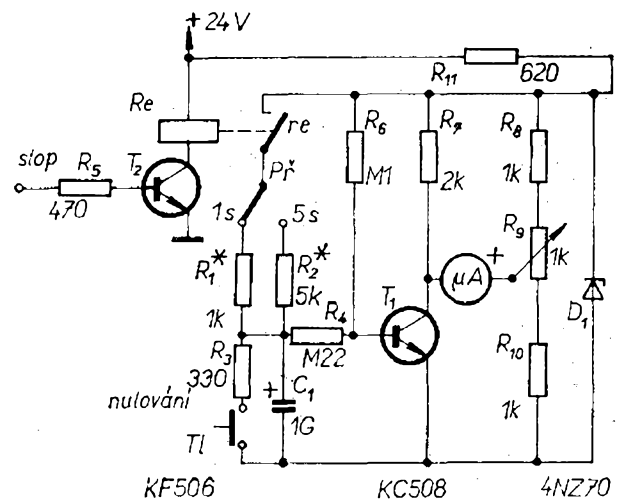 + 24V
R11
620
Re
re
R6
M1
R7
2k
R8
1k
stop
R5
470
T2
Př
1s
5s
R9
1k
+
μA
R1*
1k
R2*
5k
R4
M22
T1
D1
R3
330
R10
1k
nulování
Tl
+
C1
1G
KF506
KC508
4NZ70